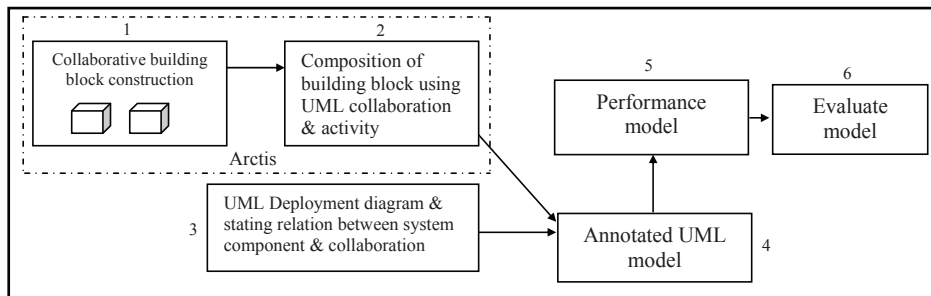 1
Collaborative building
block construction
2
Composition of
building block using
UML collaboration
& activity
Arctis
3
UML Deployment diagram &
stating relation between system
component & collaboration
4
Annotated UML
model
5
Performance
model
6
Evaluate
model